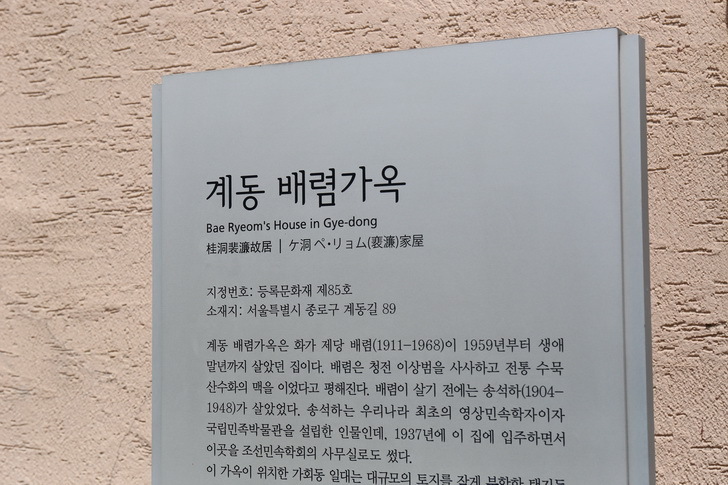 계동 배렴가옥
Bae Ryeom's House in Gye-dong
桂洞裴濂故居 | ケ洞 ペ・リョム(裵濂)家屋
지정번호: 등록문화재 제85호
소재지: 서울특별시 종로구 계동길 89
계동 배렴가옥은 화가 제당 배렴(1911-1968)이 1959년부터 생애
말년까지 살았던 집이다. 배렴은 청전 이상범을 사사하고 전통 수묵
산수화의 맥을 이었다고 평해진다. 배렴이 살기 전에는 송석하(1904-
1948)가 살았었다. 송석하는 우리나라 최초의 영상민속학자이자
국립민족박물관을 설립한 인물인데, 1937년에 이 집에 입주하면서
이곳을 조선민속학회의 사무실로도 썼다.
이 가옥이 위치한 가회동 일대는 대규모의 토지를 잘게 분할한